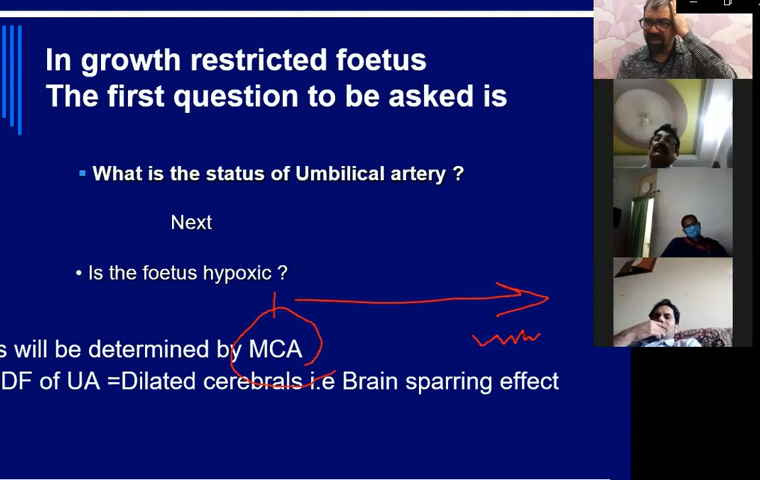 In growth restricted foetus
The first question to be asked is
▪ What is the status of Umbilical artery ?
Next
• Is the foetus hypoxic ?
s will be determined by MCA
DF of UA =Dilated cerebrals i.e Brain sparring effect